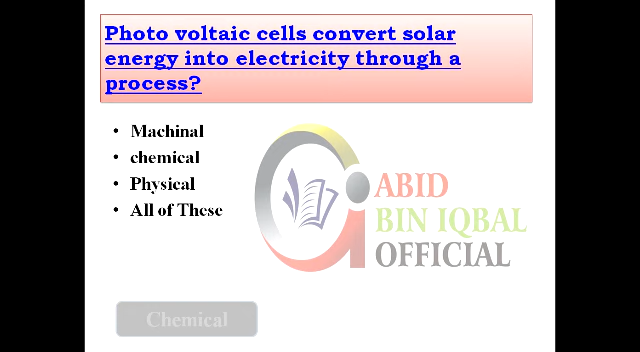 Photo voltaic cells convert solar
energy into electricity through a
process?
• Machinal
• chemical
• Physical
• All of These
ABID
BIN IQBAL
OFFICIAL
Chemical